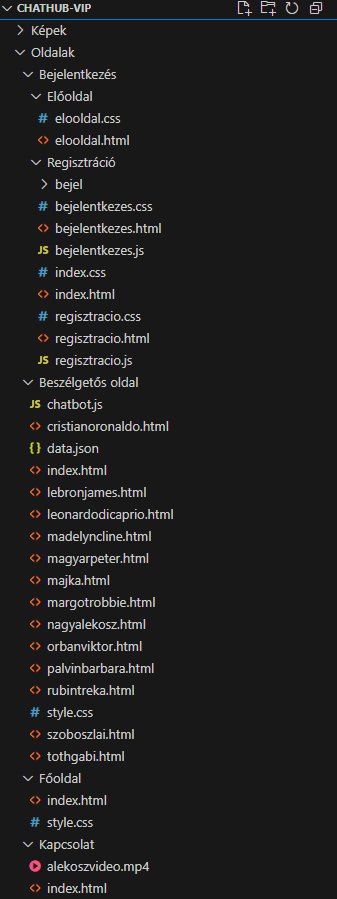 CHATHUB-VIP
Képek
Oldalak
Bejelentkezés
Előoldal
# elooldal.css
<> elooldal.html
Regisztráció
bejel
# bejelentkezes.css
<> bejelentkezes.html
JS bejelentkezes.js
# index.css
<> index.html
# regisztracio.css
<> regisztracio.html
JS regisztracio.js
Beszélgetős oldal
JS chatbot.js
<> cristianoronaldo.html
{} data.json
<> index.html
<> lebronjames.html
<> leonardodicaprio.html
<> madelyncline.html
<> magyarpeter.html
<> majka.html
<> margotrobbie.html
<> nagyalekosz.html
<> orbanviktor.html
<> palvinbarbara.html
<> rubintreka.html
# style.css
<> szoboszlai.html
<> tothgabi.html
Főoldal
<> index.html
# style.css
Kapcsolat
alekoszvideo.mp4
<> index.html